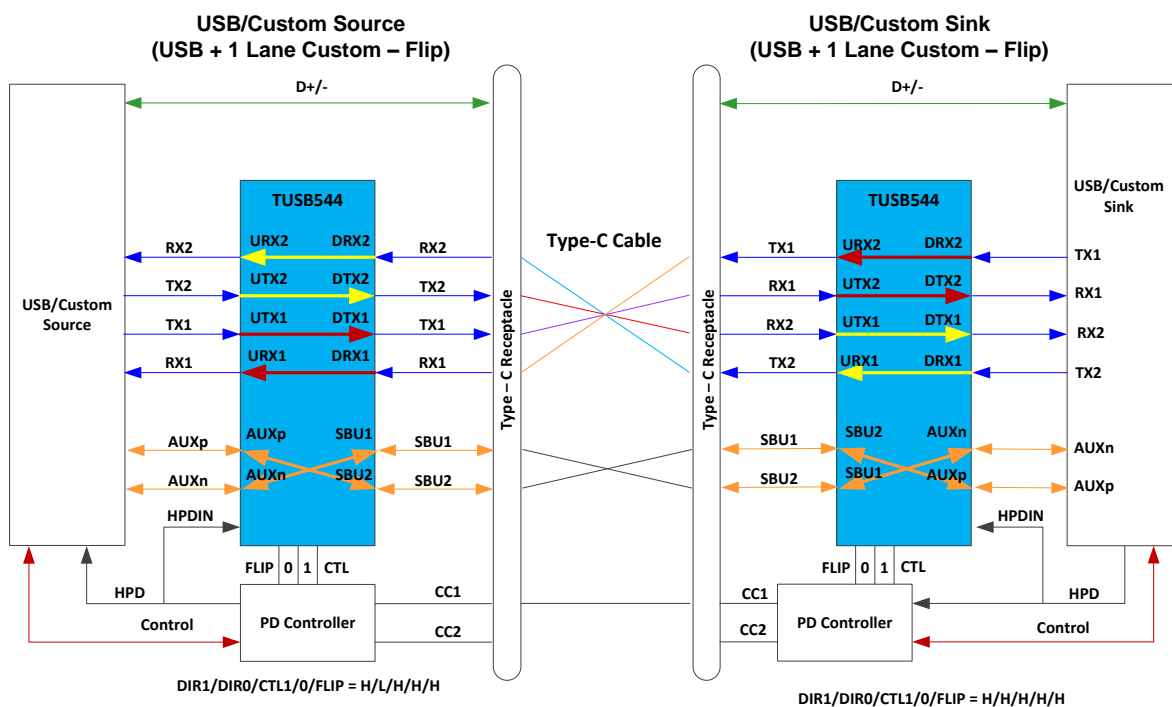 USB/Custom Source
(USB + 1 Lane Custom – Flip)
USB/Custom Sink
(USB + 1 Lane Custom – Flip)
D+/-
D+/-
TUSB544
TUSB544
USB/Custom
Source
USB/Custom
Sink
Type-C Cable
Type – C Receptacle
Type – C Receptacle
RX2
URX2
DRX2
RX2
TX1
URX2
DRX2
TX1
TX2
UTX2
DTX2
TX2
RX1
UTX2
DTX2
RX1
TX1
UTX1
DTX1
TX1
RX2
UTX1
DTX1
RX2
RX1
URX1
DRX1
RX1
TX2
URX1
DRX1
TX2
AUXp
AUXp
SBU1
SBU1
SBU1
SBU2
AUXn
AUXn
AUXn
AUXn
SBU2
SBU2
SBU2
SBU1
AUXp
AUXp
HPDIN
HPDIN
FLIP
0
1
CTL
FLIP
0
1
CTL
HPD
PD Controller
CC1
CC1
PD Controller
HPD
Control
CC2
CC2
Control
DIR1/DIR0/CTL1/0/FLIP = H/L/H/H/H
DIR1/DIR0/CTL1/0/FLIP = H/H/H/H/H